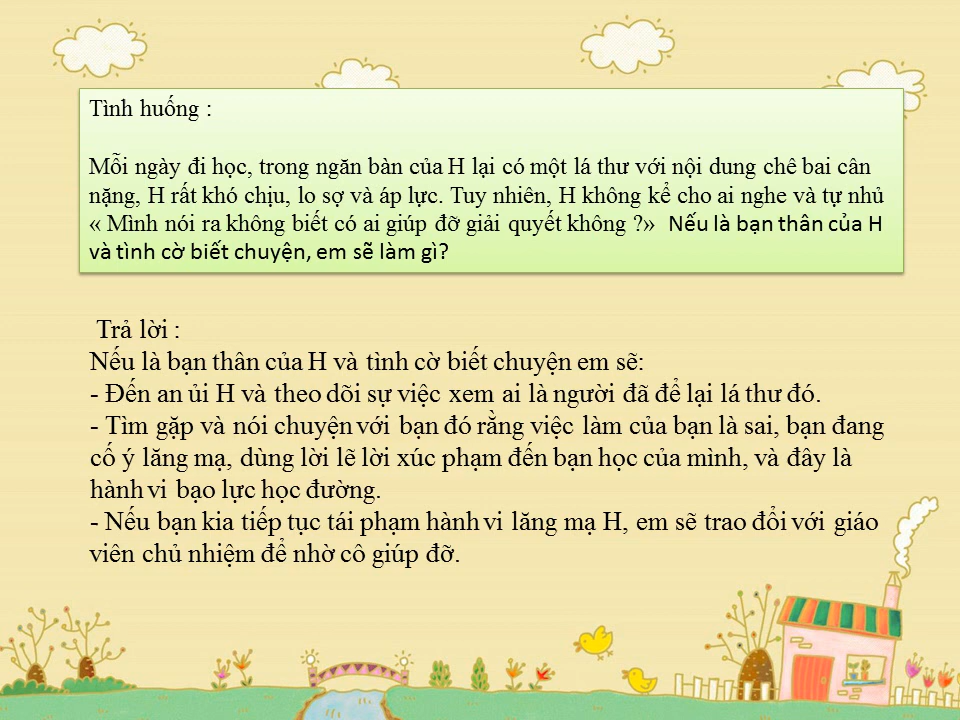 Tình huống :
Mỗi ngày đi học, trong ngăn bàn của H lại có một lá thư với nội dung chê bai cân
nặng, H rất khó chịu, lo sợ và áp lực. Tuy nhiên, H không kể cho ai nghe và tự nhủ
« Mình nói ra không biết có ai giúp đỡ giải quyết không ?» Nếu là bạn thân của H
và tình cờ biết chuyện, em sẽ làm gì?
Trả lời :
Nếu là bạn thân của H và tình cờ biết chuyện em sẽ:
- Đến an ủi H và theo dõi sự việc xem ai là người đã để lại lá thư đó.
- Tìm gặp và nói chuyện với bạn đó rằng việc làm của bạn là sai, bạn đang
cố ý lăng mạ, dùng lời lẽ lời xúc phạm đến bạn học của mình, và đây là
hành vi bạo lực học đường.
- Nếu bạn kia tiếp tục tái phạm hành vi lăng mạ H, em sẽ trao đổi với giáo
viên chủ nhiệm để nhờ cô giúp đỡ.